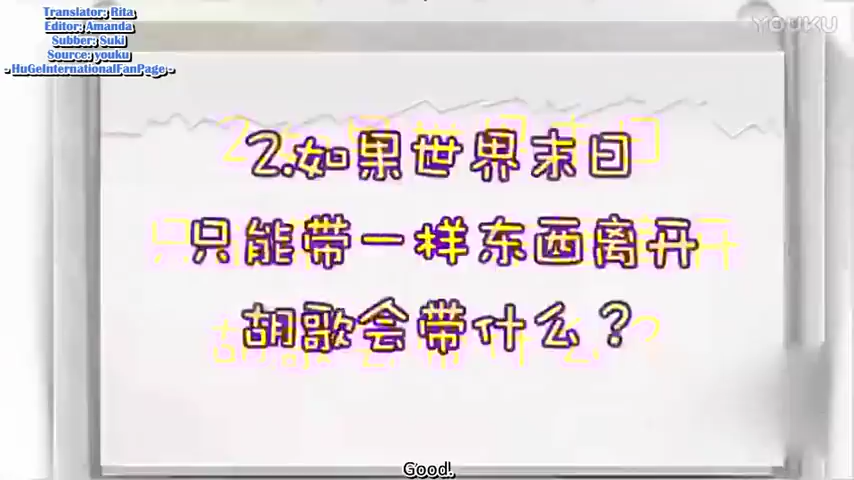 Translator: Rita
Editor: Amanda
Subber: Suki
Source: youku
- HuGeInternationalFanPage -
YOUKU
2.如果世界末日
只能带一样东西离开
胡歌会带什么？
Good.